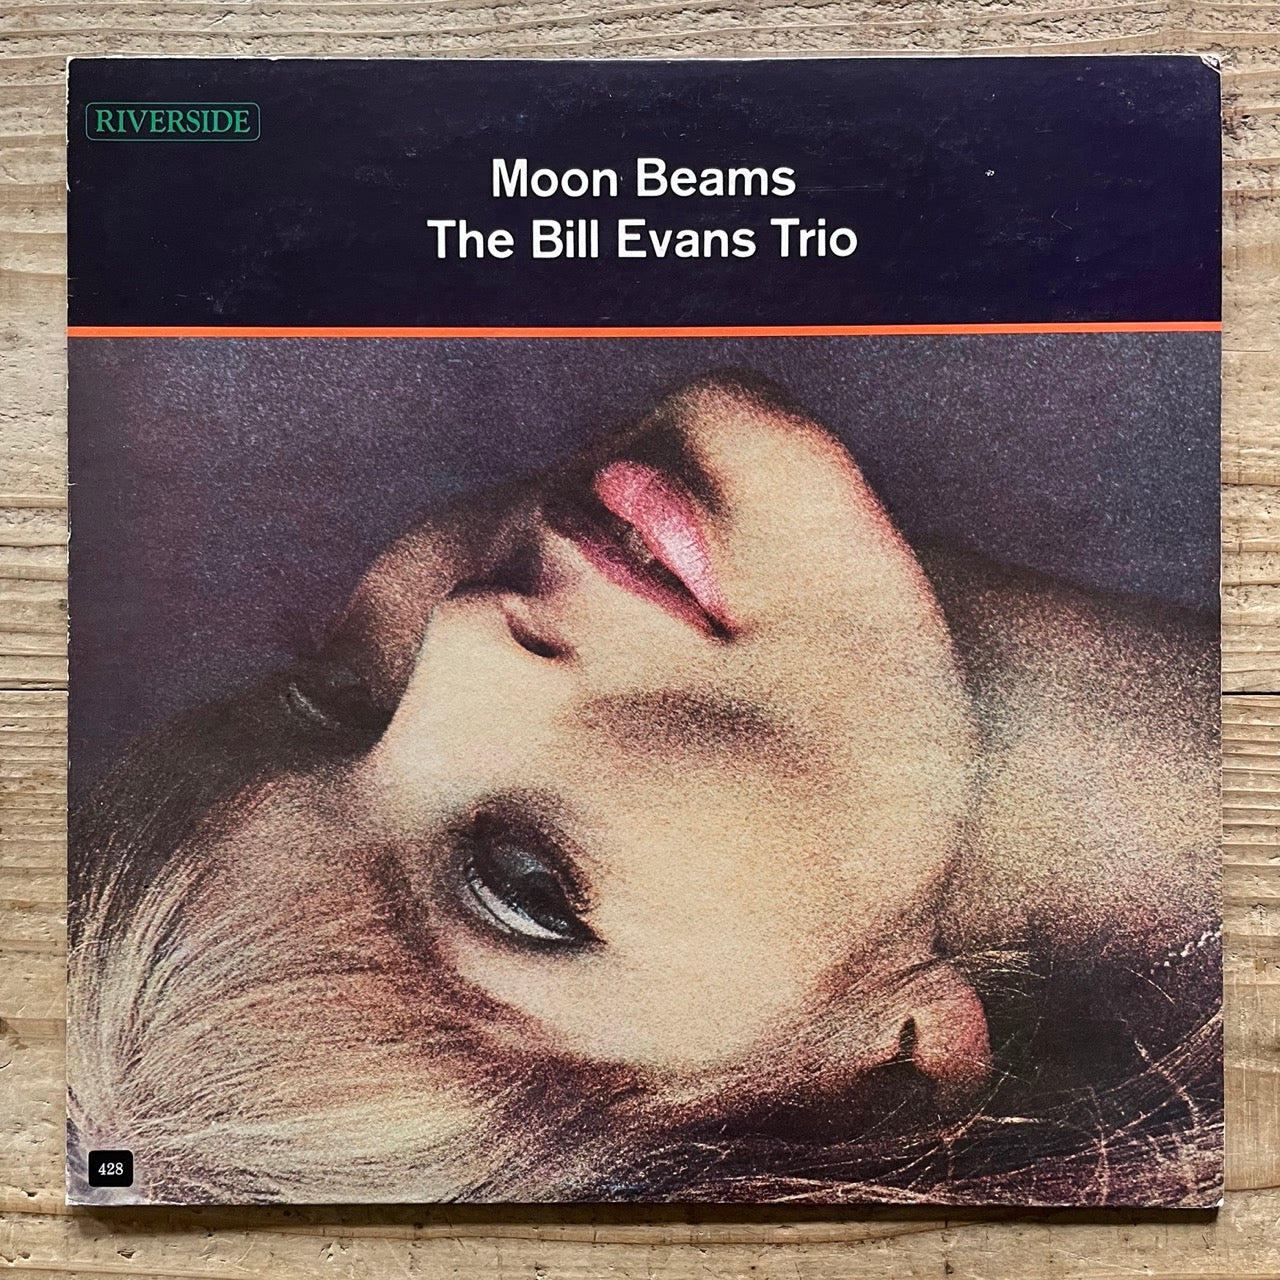 RIVERSIDE
Moon Beams
The Bill Evans Trio
428